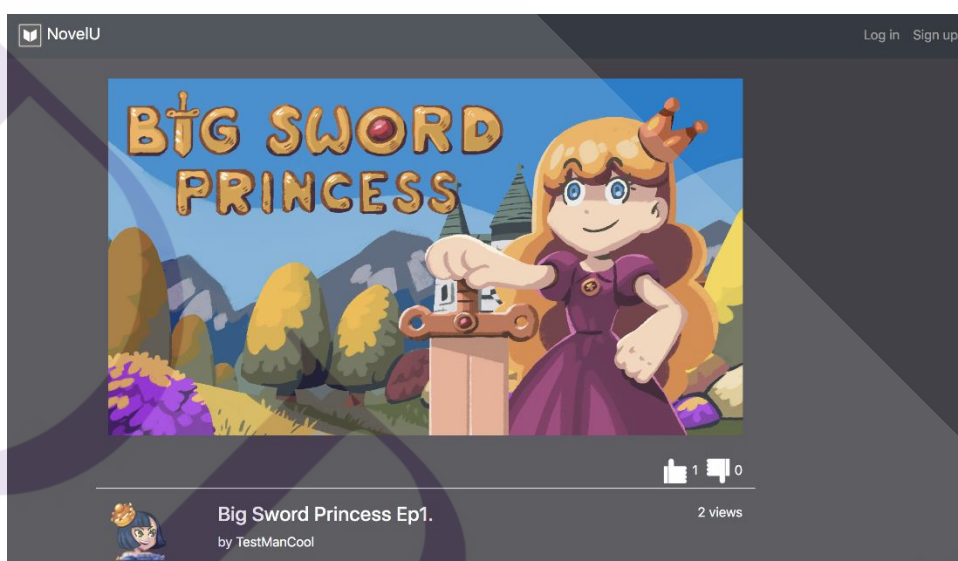 NovelU
Log in Sign up
BIG SWORD
PRINCESS
1 0
Big Sword Princess Ep1.
2 views
by TestManCool